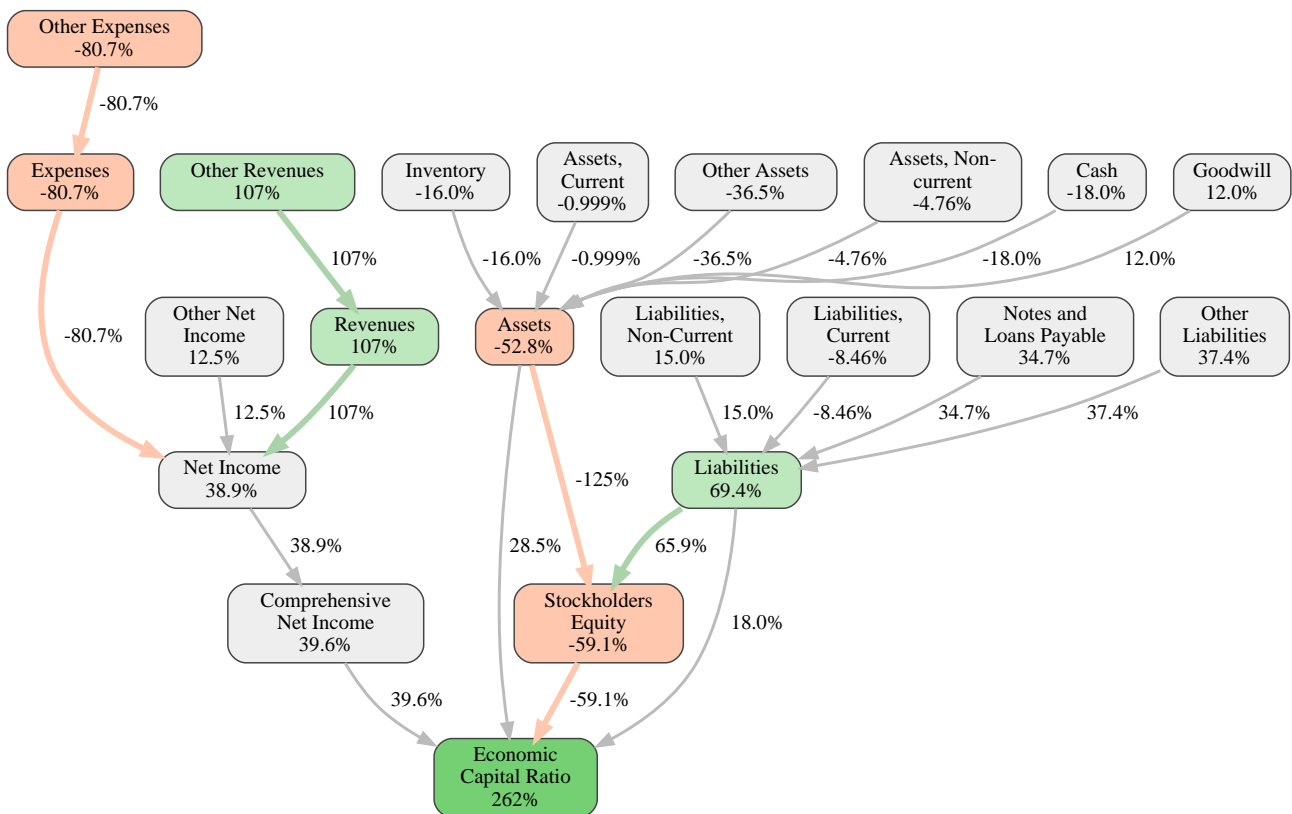 Other Expenses
-80.7%
-80.7%
Expenses
-80.7%
Other Revenues
107%
Inventory
-16.0%
Assets,
Current
-0.999%
Other Assets
-36.5%
Assets, Non-
current
-4.76%
Cash
-18.0%
Goodwill
12.0%
107%
-16.0%
-0.999%
-36.5%
-4.76%
-18.0%
12.0%
-80.7%
Other Net
Income
12.5%
Revenues
107%
Assets
-52.8%
Liabilities,
Non-Current
15.0%
Liabilities,
Current
-8.46%
Notes and
Loans Payable
34.7%
Other
Liabilities
37.4%
12.5%
107%
15.0%
-8.46%
34.7%
37.4%
Net Income
38.9%
-125%
Liabilities
69.4%
38.9%
28.5%
65.9%
Comprehensive
Net Income
39.6%
Stockholders
Equity
-59.1%
18.0%
39.6%
-59.1%
Economic
Capital Ratio
262%